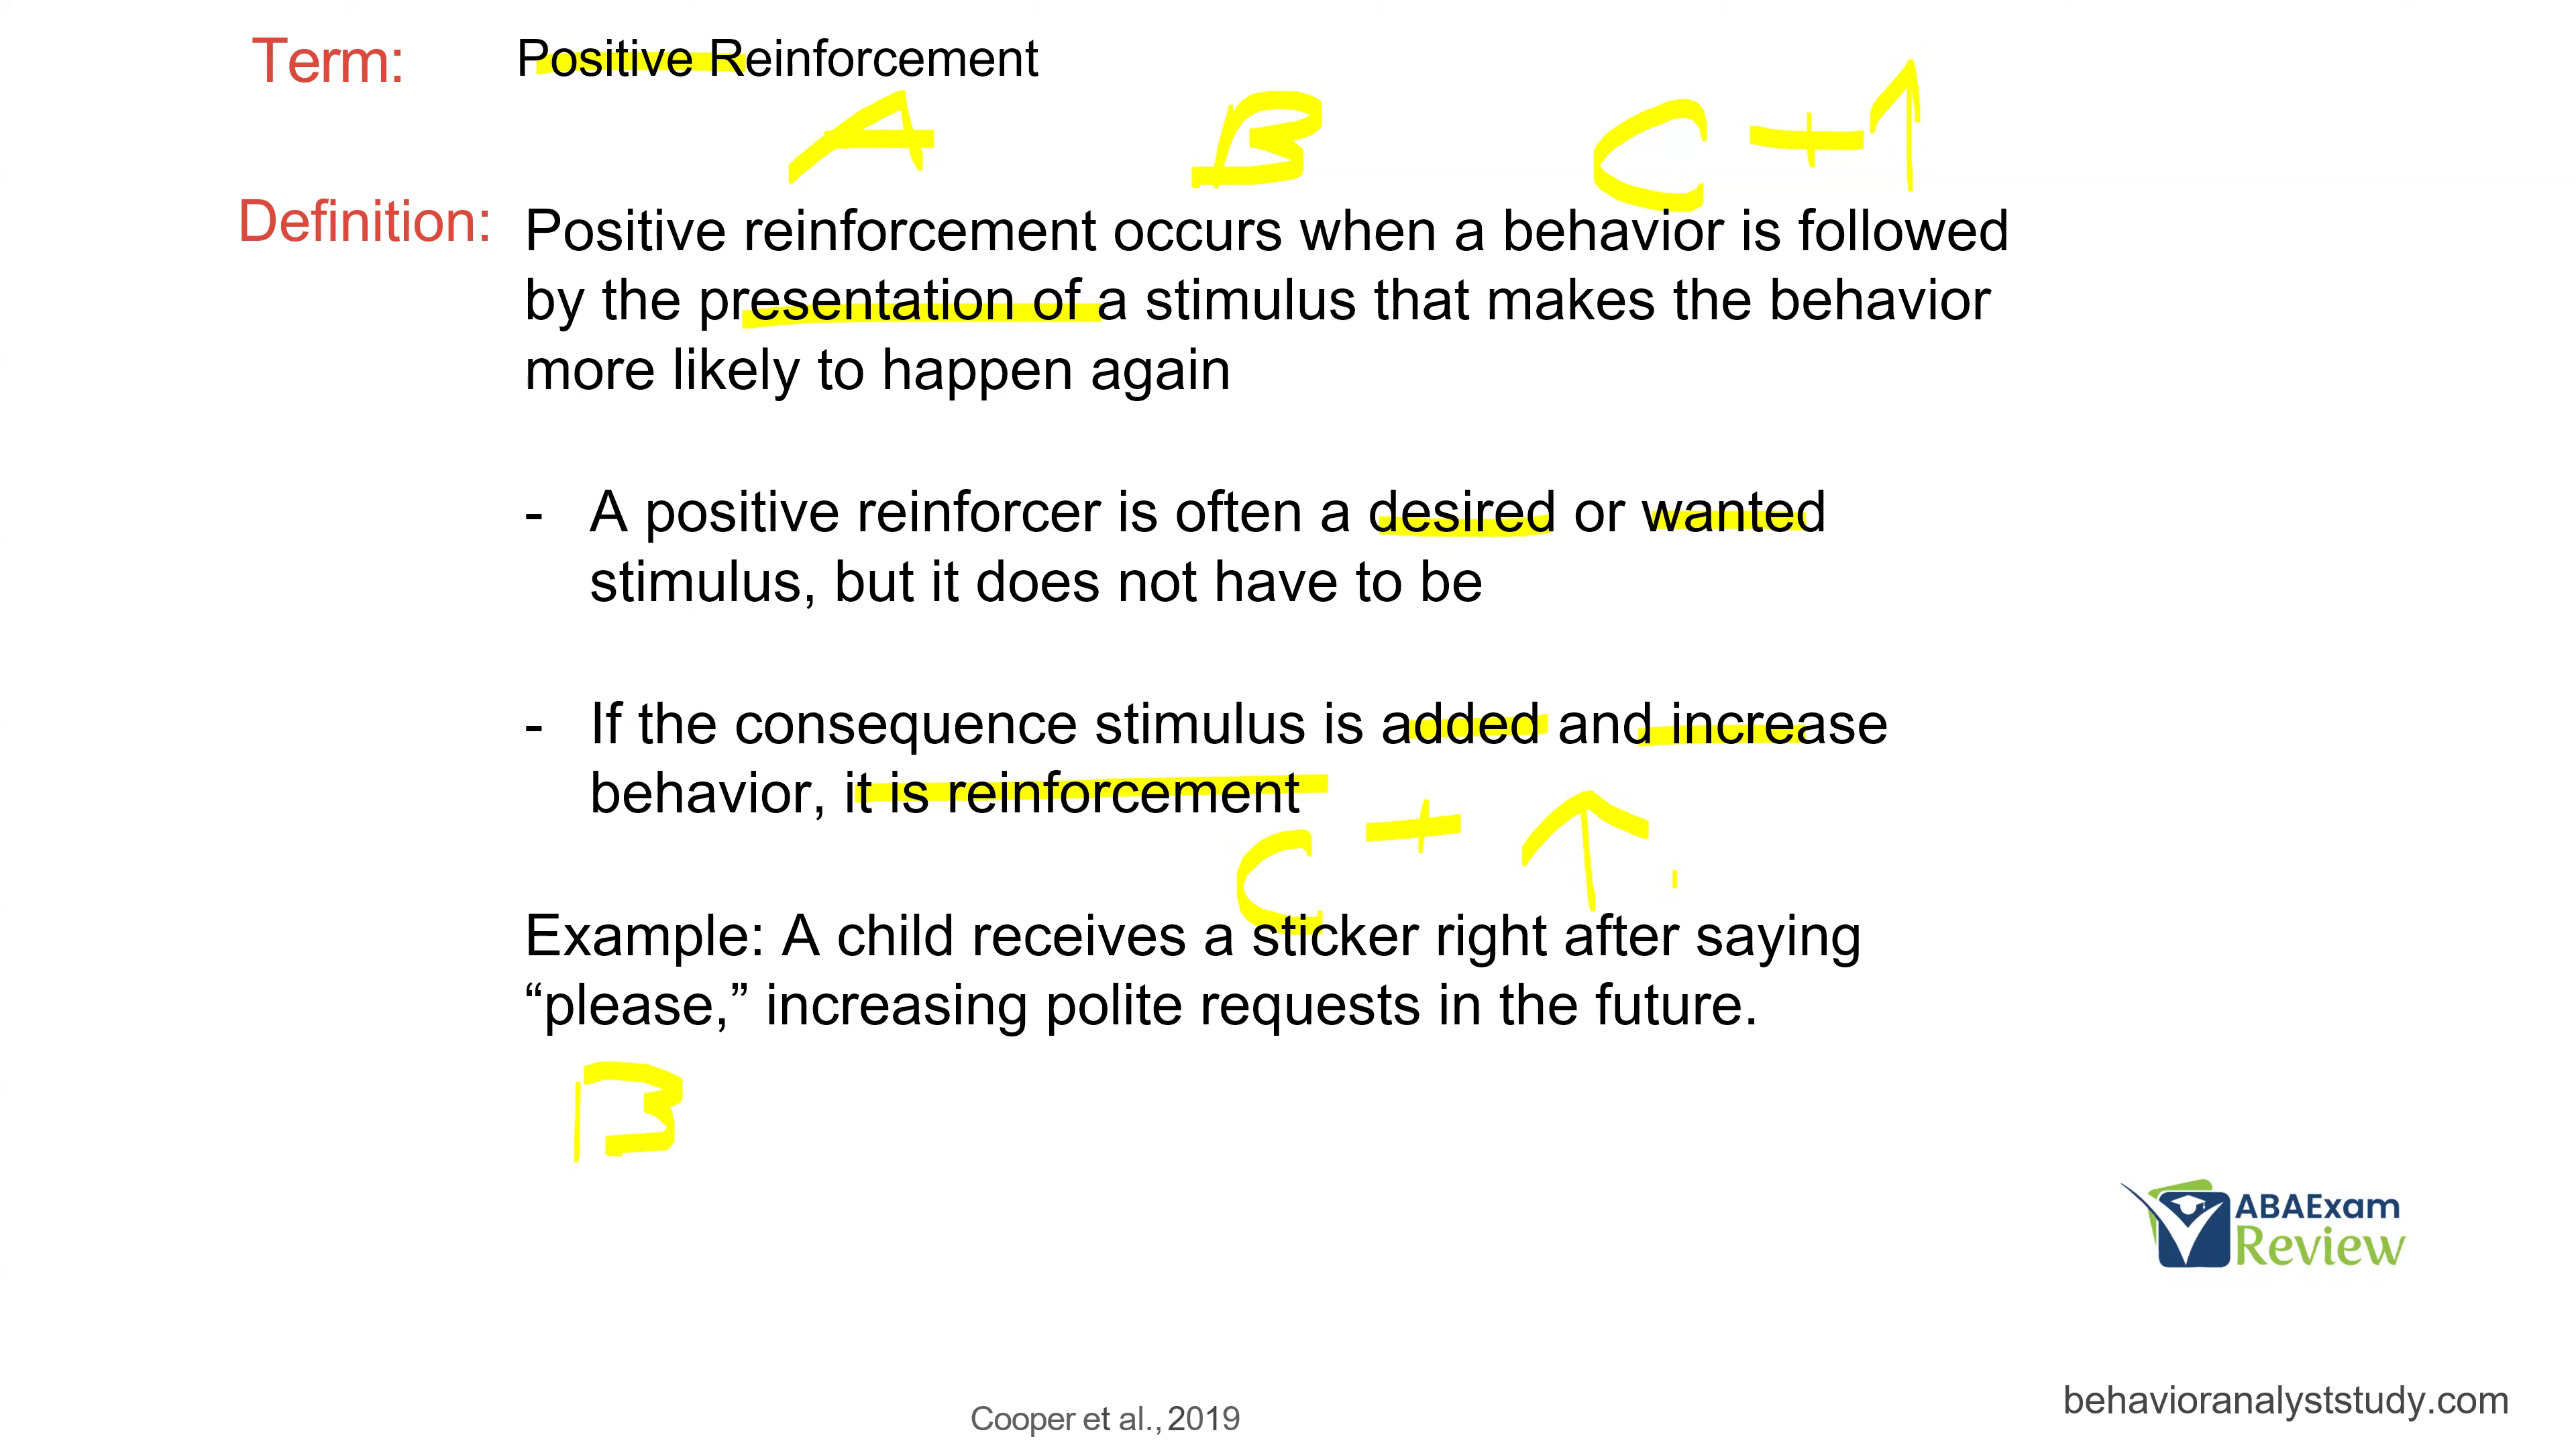 Term: Positive Reinforcement
A B C + ↑
Definition: Positive reinforcement occurs when a behavior is followed
by the presentation of a stimulus that makes the behavior
more likely to happen again
- A positive reinforcer is often a desired or wanted
stimulus, but it does not have to be
- If the consequence stimulus is added and increase
behavior, it is reinforcement
C + ↑
Example: A child receives a sticker right after saying
“please,” increasing polite requests in the future.
B
ABAExam
Review
behavioranalyststudy.com
Cooper et al., 2019